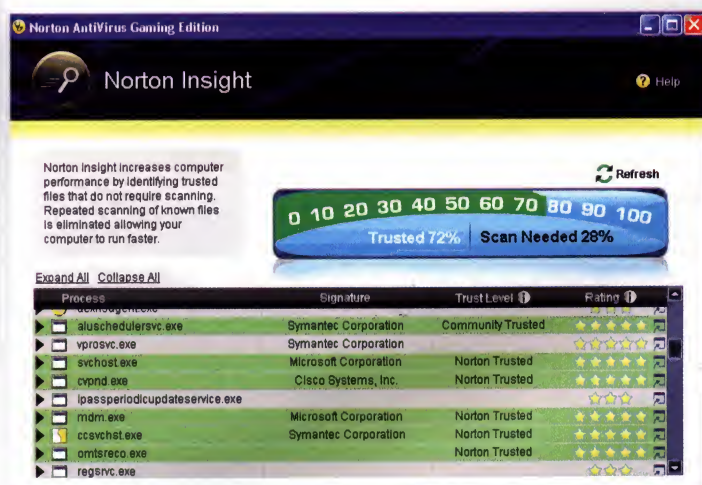 Norton AntiVirus Gaming Edition
Norton Insight
Help
Norton Insight increases computer
performance by identifying trusted
files that do not require scanning.
Repeated scanning of known files
is eliminated allowing your
computer to run faster.
Refresh
0 10 20 30 40 50 60 70 80 90 100
Trusted 72% Scan Needed 28%
Expand All Collapse All
Process Signature Trust Level Rating
aluschedulersvc.exe Symantec Corporation Community Trusted
vprosvc.exe Symantec Corporation
svchost.exe Microsoft Corporation Norton Trusted
cvpnd.exe Cisco Systems, Inc. Norton Trusted
ipassperiodicupdateservice.exe
mdm.exe Microsoft Corporation Norton Trusted
ccsvchst.exe Symantec Corporation Norton Trusted
omtsreco.exe Norton Trusted
regsrvc.exe